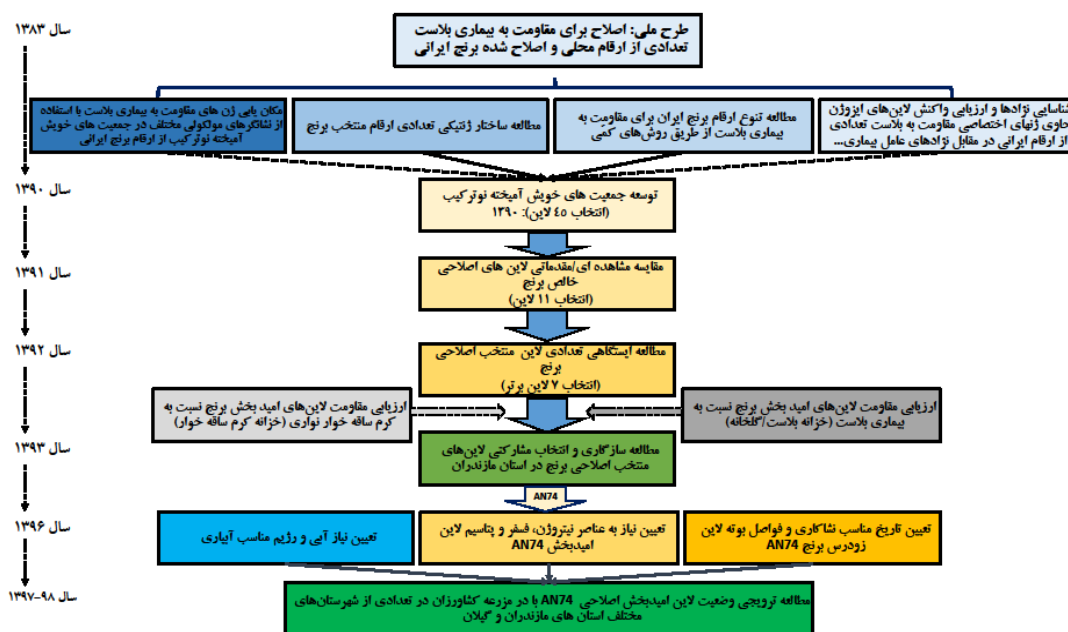 سال ۱۳۸۳
طرح ملی: اصلاح برای مقاومت به بیماری بلاست
تعدادی از ارقام محلی و اصلاح شده برنج ایرانی
شناسایی نژادها و ارزیابی واکنش لاین‌های ایزوژن
حاوی ژنهای اختصاصی مقاومت به بلاست تعدادی
از ارقام ایرانی در مقابل نژادهای عامل بیماری...
مطالعه تنوع ارقام برنج ایران برای مقاومت به
بیماری بلاست از طریق روش‌های کمّی
مطالعه ساختار ژنتیکی تعدادی ارقام منتخب برنج
مکان یابی ژن های مقاومت به بیماری بلاست با استفاده
از نشانگرهای مولکولی مختلف در جمعیت های خویش
آمیخته نوترکیب از ارقام برنج ایرانی
سال ۱۳۹۰
توسعه جمعیت های خویش آمیخته نوترکیب
(انتخاب ٤٥ لاین): ۱۳۹۰
سال ۱۳۹۱
مقایسه مشاهده ای/مقدماتی لاین های اصلاحی
خالص برنج
(انتخاب ۱۱ لاین)
سال ۱۳۹۲
مطالعه ایستگاهی تعدادی لاین منتخب اصلاحی
برنج
(انتخاب ۷ لاین برتر)
ارزیابی مقاومت لاین‌های امید بخش برنج نسبت به
بیماری بلاست (خزانه بلاست/گلخانه)
ارزیابی مقاومت لاین‌های امید بخش برنج نسبت به
کرم ساقه خوار نواری (خزانه کرم ساقه خوار)
سال ۱۳۹۳
مطالعه سازگاری و انتخاب مشارکتی لاین‌های
منتخب اصلاحی برنج در استان مازندران
AN74
سال ۱۳۹۶
تعیین تاریخ مناسب نشاکاری و فواصل بوته لاین
زودرس برنج AN74
تعیین نیاز به عناصر نیتروژن، فسفر و پتاسیم لاین
امیدبخش AN74
تعیین نیاز آبی و رژیم مناسب آبیاری
سال ۹۸-۱۳۹۷
مطالعه ترویجی وضعیت لاین امیدبخش اصلاحی AN74 با در مزرعه کشاورزان در تعدادی از شهرستان‌های
مختلف استان های مازندران و گیلان